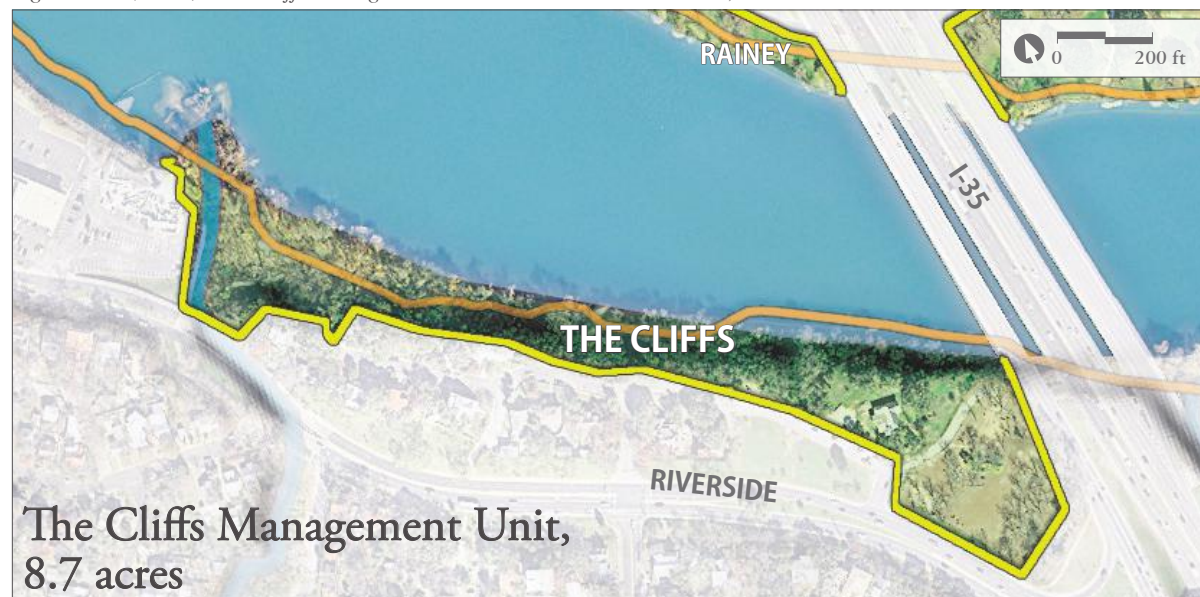 RAINEY
0 200 ft
I-35
THE CLIFFS
RIVERSIDE
The Cliffs Management Unit,
8.7 acres